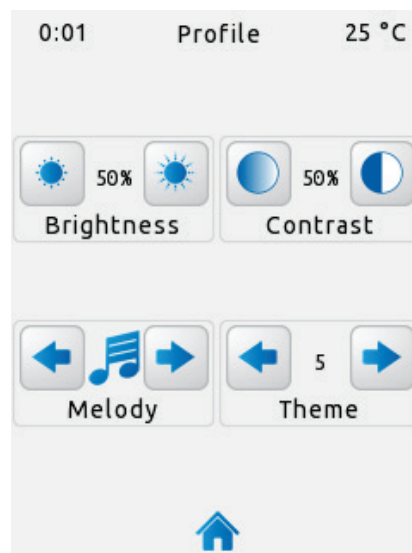 0:01 Profile 25 °C
50% 50%
Brightness Contrast
5
Melody Theme